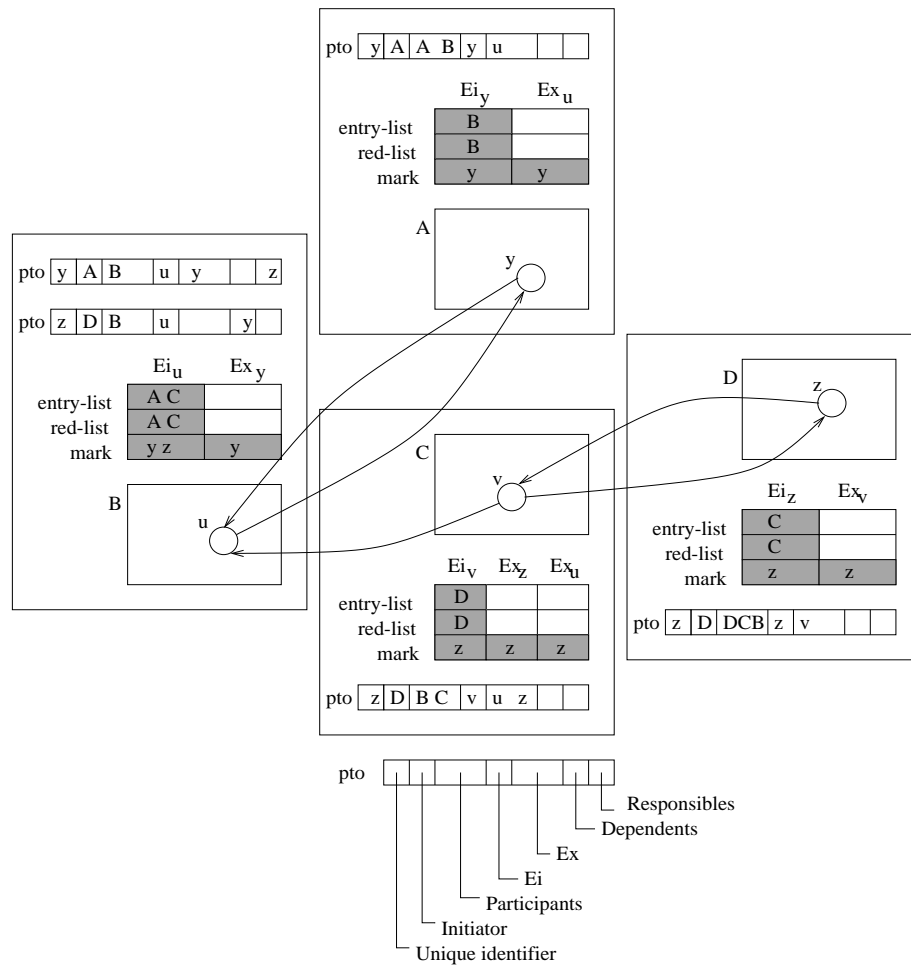 pto y A A B y u
Ei y Ex u
entry-list B
red-list B
mark y y
A
y
pto y A B u y z
pto z D B u y
Ei u Ex y
entry-list A C
red-list A C
mark y z y
B
u
C
v
Ei v Ex z Ex u
entry-list D
red-list D
mark z z z
pto z D B C v u z
D
z
Ei z Ex v
entry-list C
red-list C
mark z z
pto z D DCB z v
pto
Responsibles
Dependents
Ex
Ei
Participants
Initiator
Unique identifier